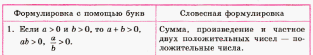 Формулировка с помощью букв
Словесная формулировка
1. Если a > 0 и b > 0, то a + b > 0,
ab > 0, a/b > 0.
Сумма, произведение и частное
двух положительных чисел — по-
ложительные числа.